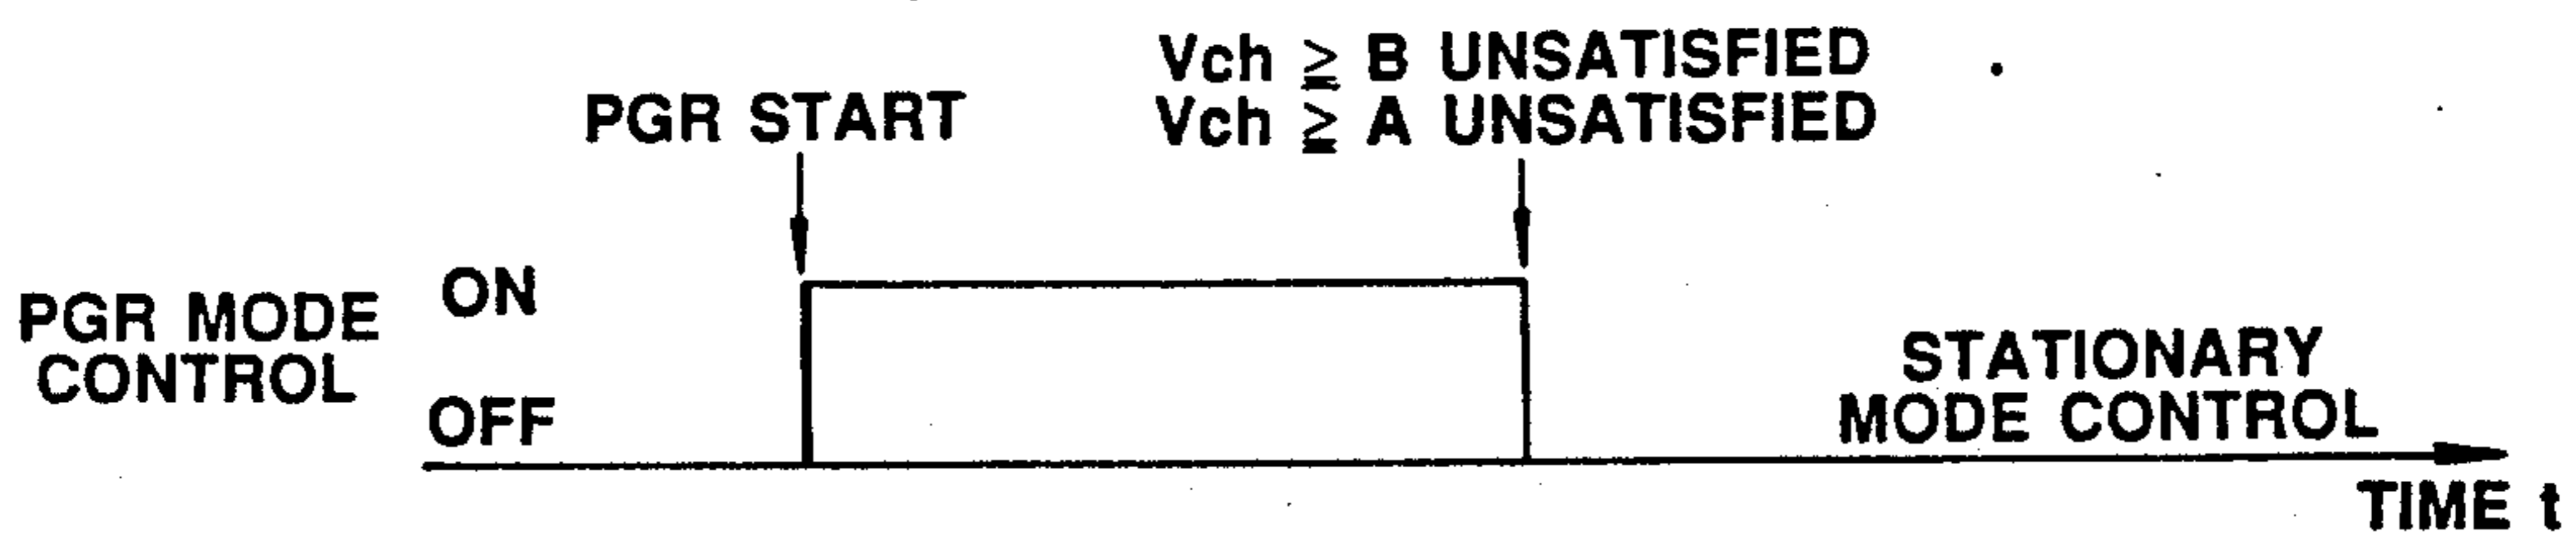 Vch ≧ B UNSATISFIED
PGR START
Vch ≧ A UNSATISFIED
ON
PGR MODE
CONTROL
OFF
STATIONARY
MODE CONTROL
TIME t